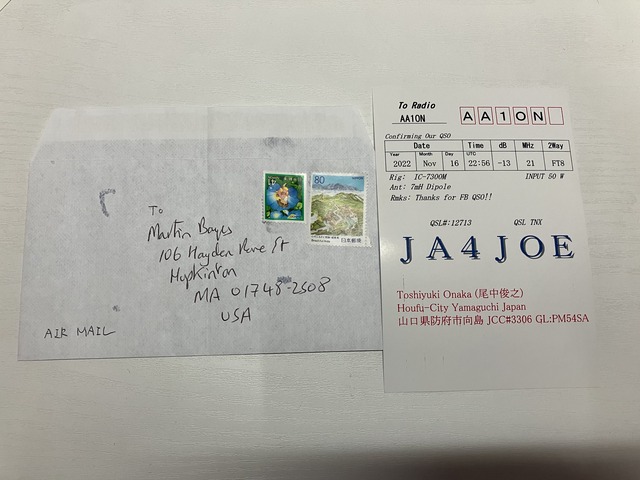 To
Martin Bayes
106 Hayden Rowe St
Hopkinton
MA 01748-2508
USA
AIR MAIL
41
80
日本郵便
To Radio
AA1ON
AA1ON
Confirming Our QSO
Date Time dB MHz 2Way
Year Month Day UTC
2022 Nov 16 22:56 -13 21 FT8
Rig: IC-7300M INPUT 50 W
Ant: 7mH Dipole
Rmks: Thanks for FB QSO!!
QSL#:12713 QSL TNX
JA4JOE
Toshiyuki Onaka (尾中俊之)
Houfu-City Yamaguchi Japan
山口県防府市向島 JCC#3306 GL:PM54SA